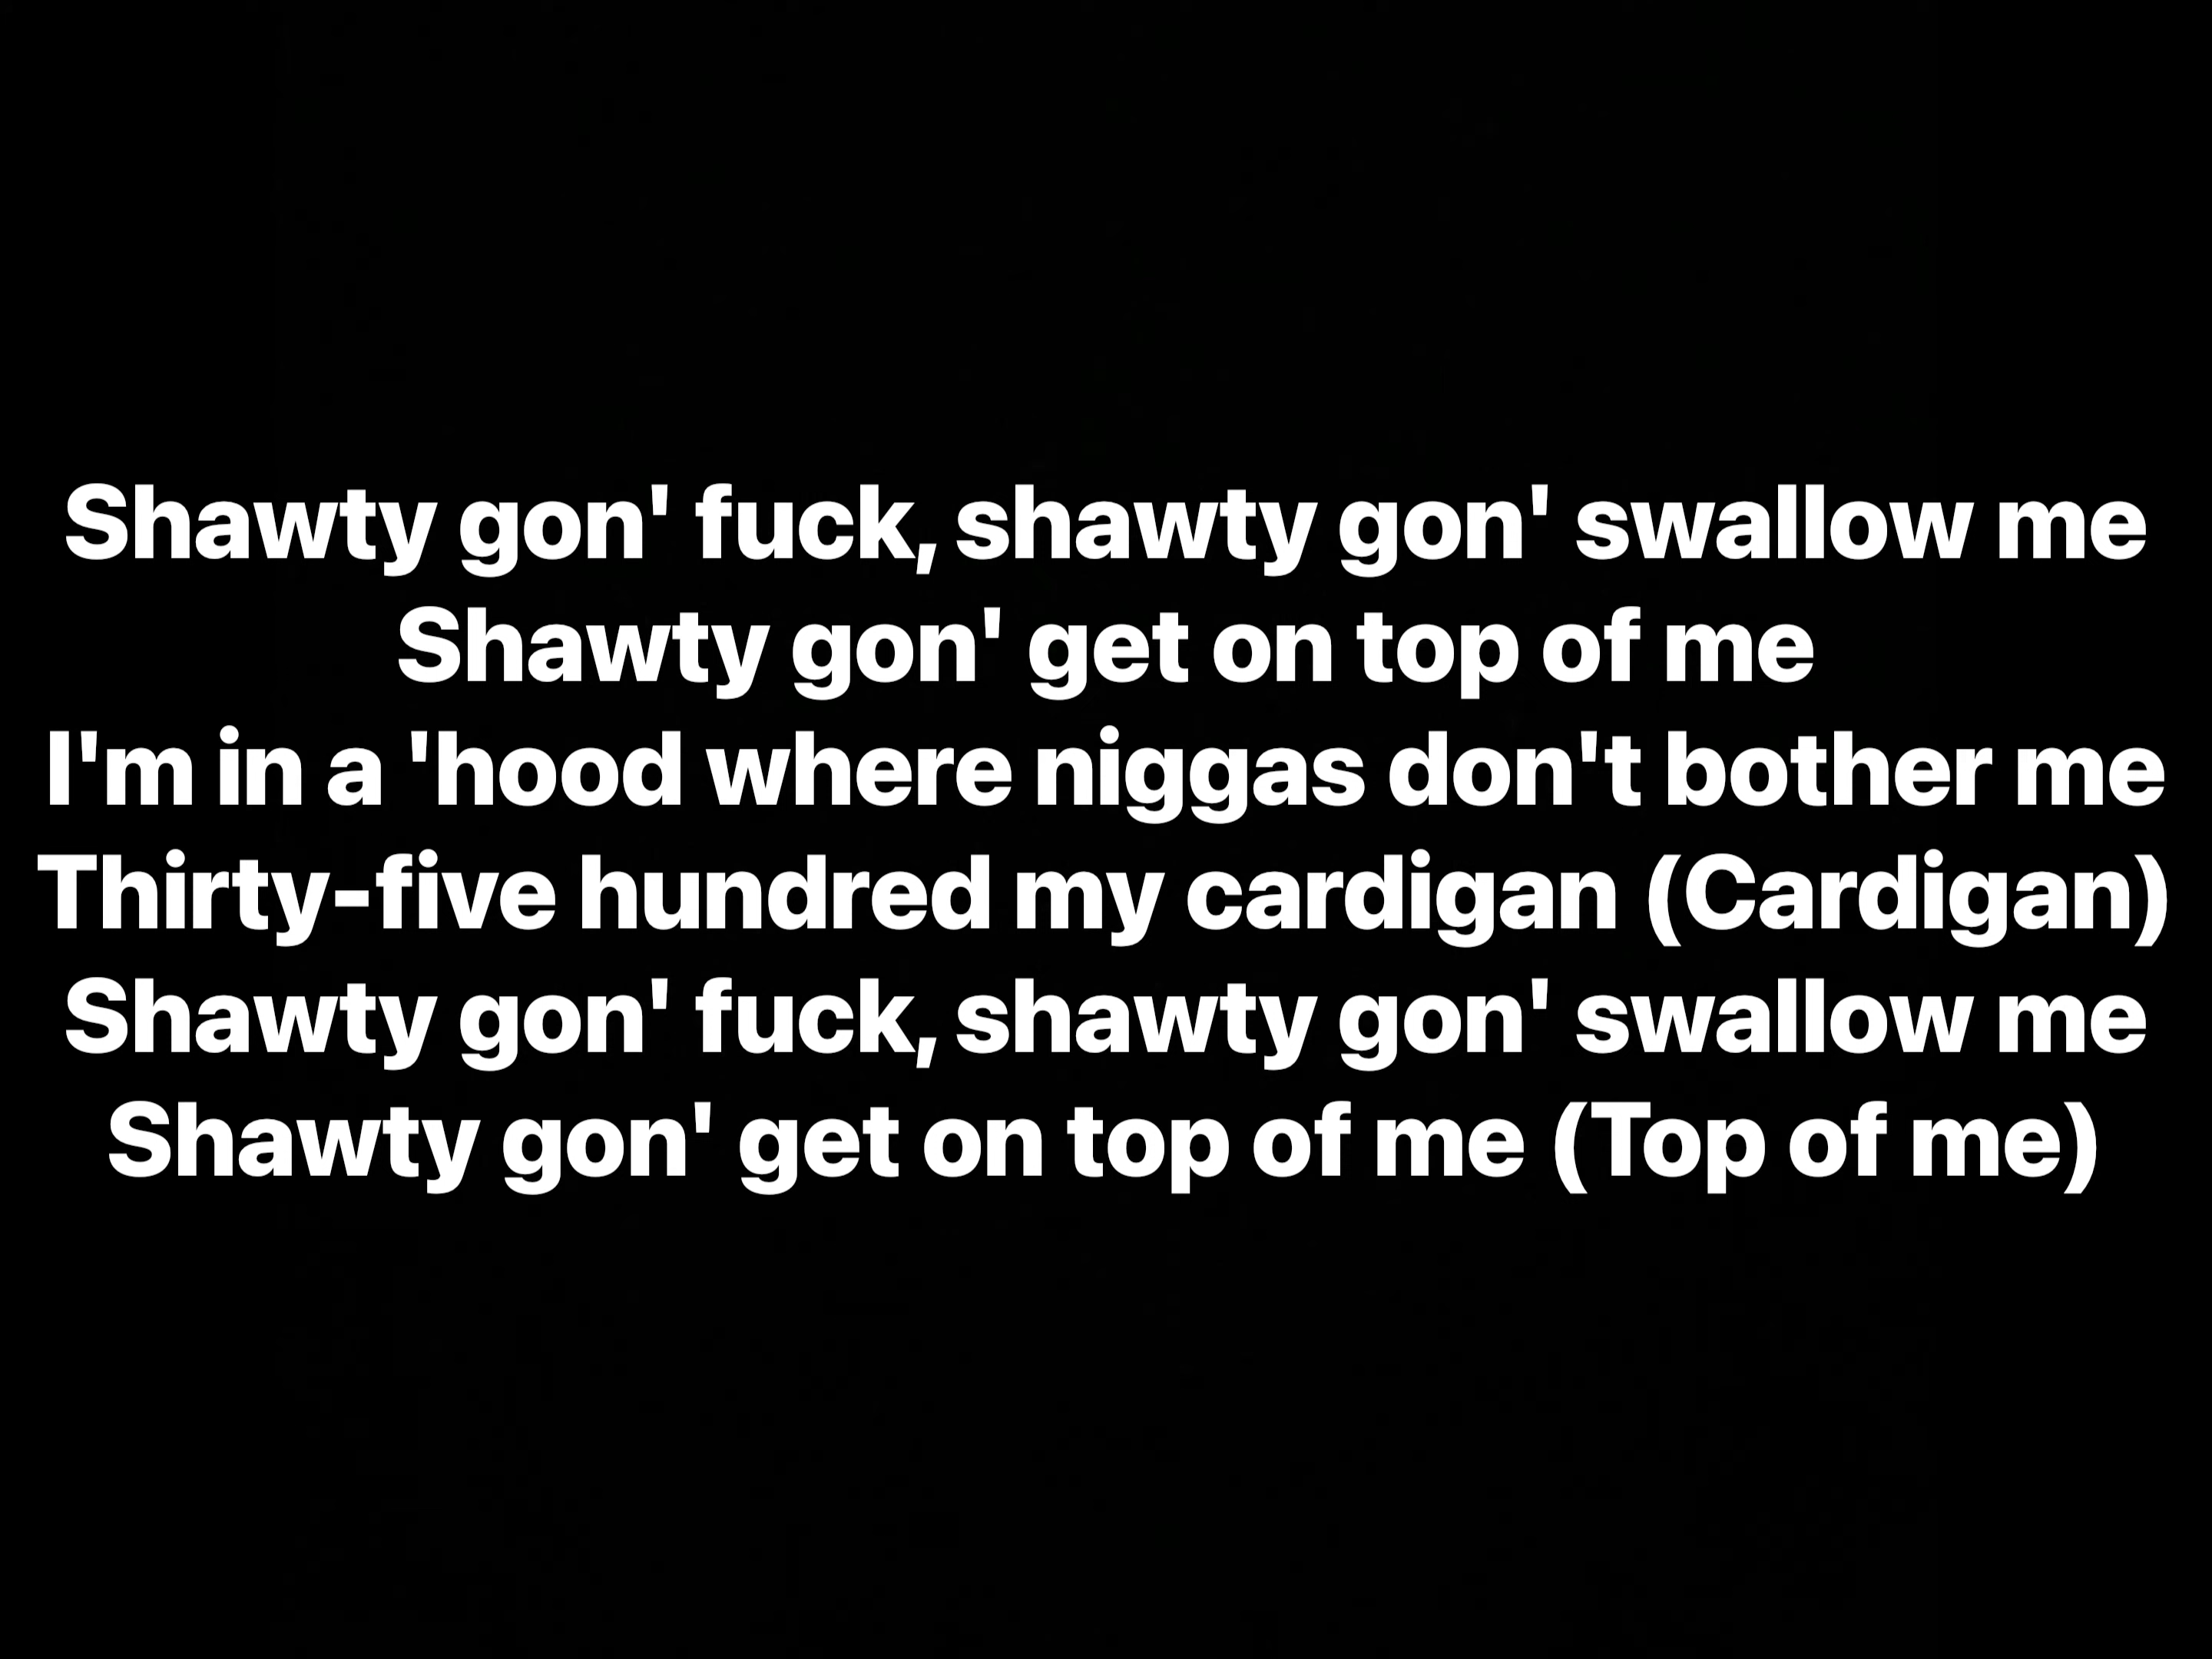 Shawty gon' fuck, shawty gon' swallow me
Shawty gon' get on top of me
I'm in a 'hood where niggas don't bother me
Thirty-five hundred my cardigan (Cardigan)
Shawty gon' fuck, shawty gon' swallow me
Shawty gon' get on top of me (Top of me)